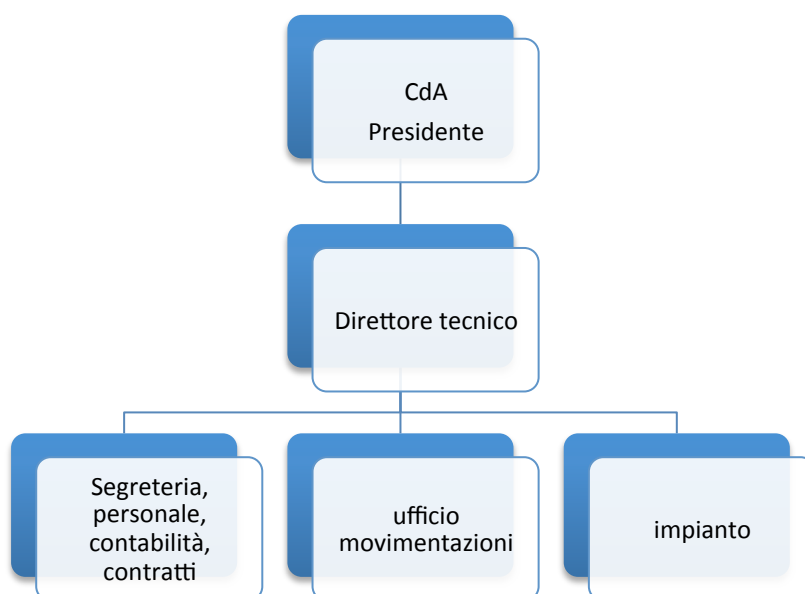 CdA
Presidente
Direttore tecnico
Segreteria,
personale,
contabilità,
contratti
ufficio
movimentazioni
impianto